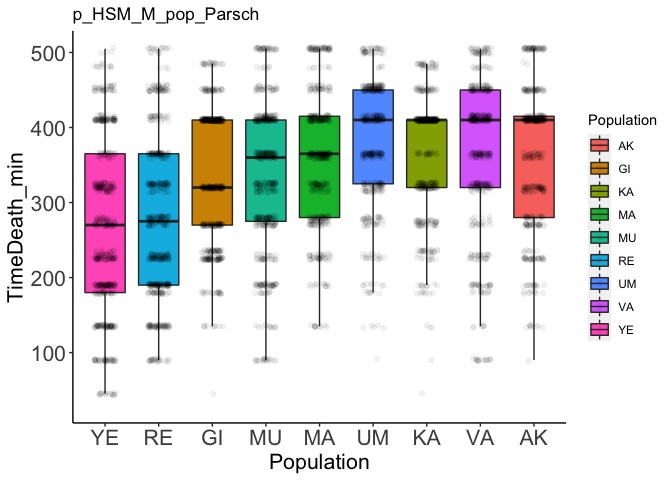 p_HSM_M_pop_Parsch
500
400
300
200
100
TimeDeath_min
YE RE GI MU MA UM KA VA AK
Population
Population
AK
GI
KA
MA
MU
RE
UM
VA
YE